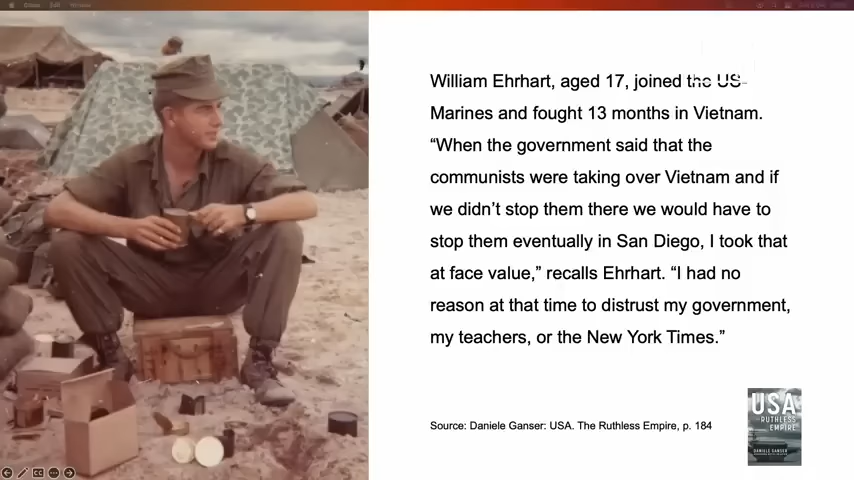 William Ehrhart, aged 17, joined the US-
Marines and fought 13 months in Vietnam.
“When the government said that the
communists were taking over Vietnam and if
we didn’t stop them there we would have to
stop them eventually in San Diego, I took that
at face value,” recalls Ehrhart. “I had no
reason at that time to distrust my government,
my teachers, or the New York Times.”
Source: Daniele Ganser: USA. The Ruthless Empire, p. 184
USA
RUTHLESS
EMPIRE
DANIELE GANSER
CC